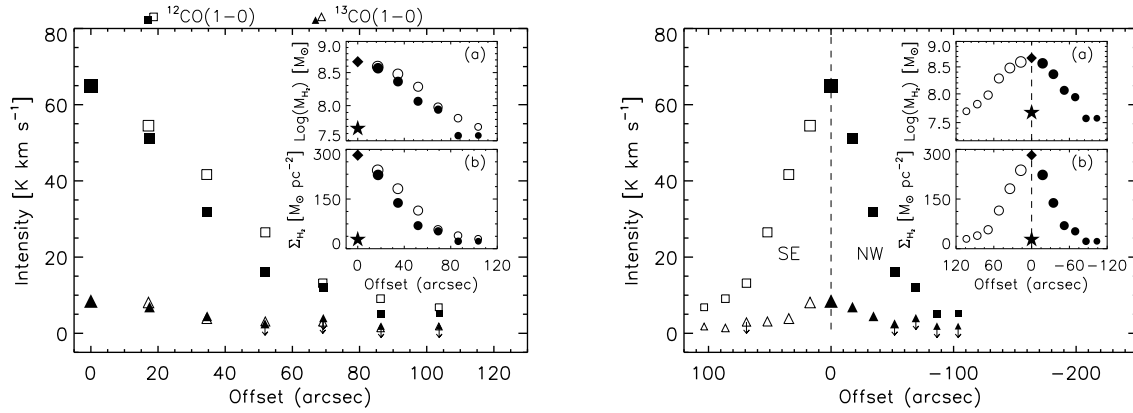 ¹²CO(1−0) ¹³CO(1−0)
Intensity [K km s⁻¹]
80
60
40
20
0
0 20 40 60 80 100 120
Offset (arcsec)
(a)
Log(M_H₂) [M⊙]
9.0
8.5
8.0
7.5
(b)
Σ_H₂ [M⊙ pc⁻²]
300
150
0
0 40 80 120
Offset (arcsec)
Intensity [K km s⁻¹]
80
60
40
20
0
100 0 −100 −200
Offset (arcsec)
SE NW
(a)
Log(M_H₂) [M⊙]
9.0
8.5
8.0
7.5
(b)
Σ_H₂ [M⊙ pc⁻²]
300
150
0
120 60 0 −60 −120
Offset (arcsec)